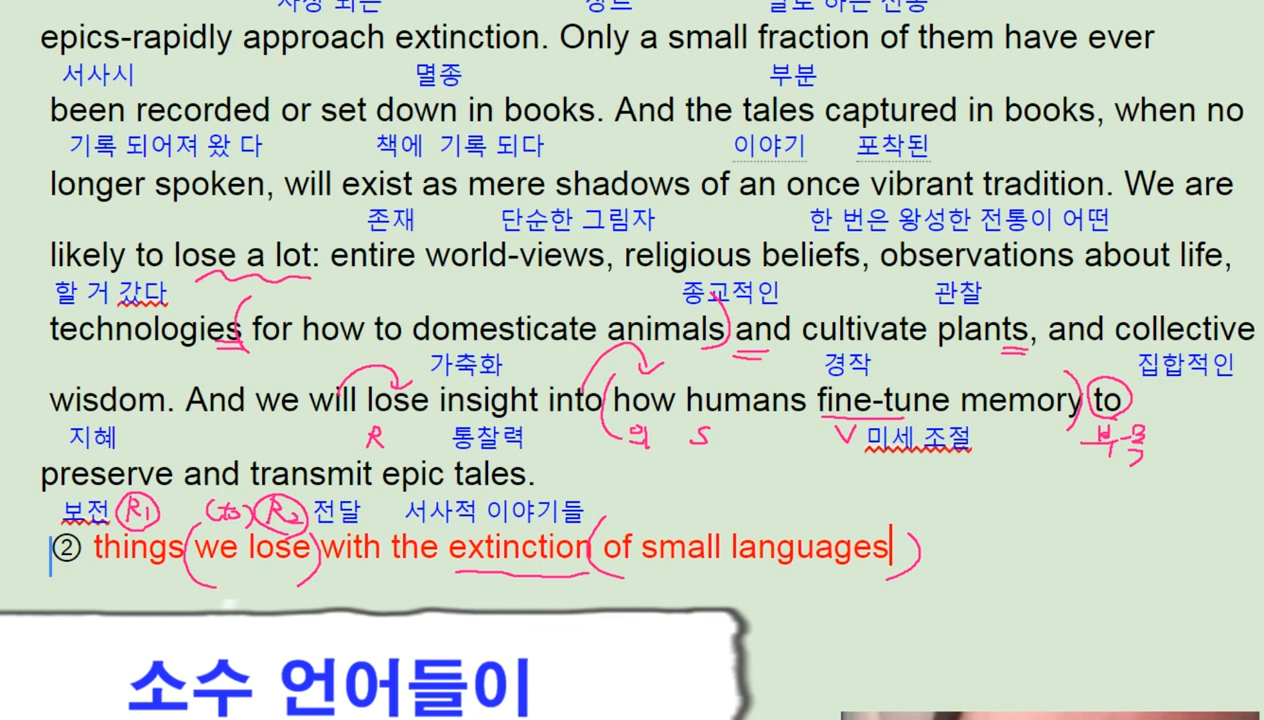 epics-rapidly approach extinction. Only a small fraction of them have ever
서사시 멸종 부분
been recorded or set down in books. And the tales captured in books, when no
기록 되어져 왔 다 책에 기록 되다 이야기 포착된
longer spoken, will exist as mere shadows of an once vibrant tradition. We are
존재 단순한 그림자 한 번은 왕성한 전통이 어떤
likely to lose a lot: entire world-views, religious beliefs, observations about life,
할 거 갔다 종교적인 관찰
technologies for how to domesticate animals and cultivate plants, and collective
가축화 경작 집합적인
wisdom. And we will lose insight into how humans fine-tune memory to
지혜 R 통찰력 의 S V 미세 조절
preserve and transmit epic tales.
보전 R1 (to) R2 전달 서사적 이야기들
② things we lose with the extinction of small languages
소수 언어들이